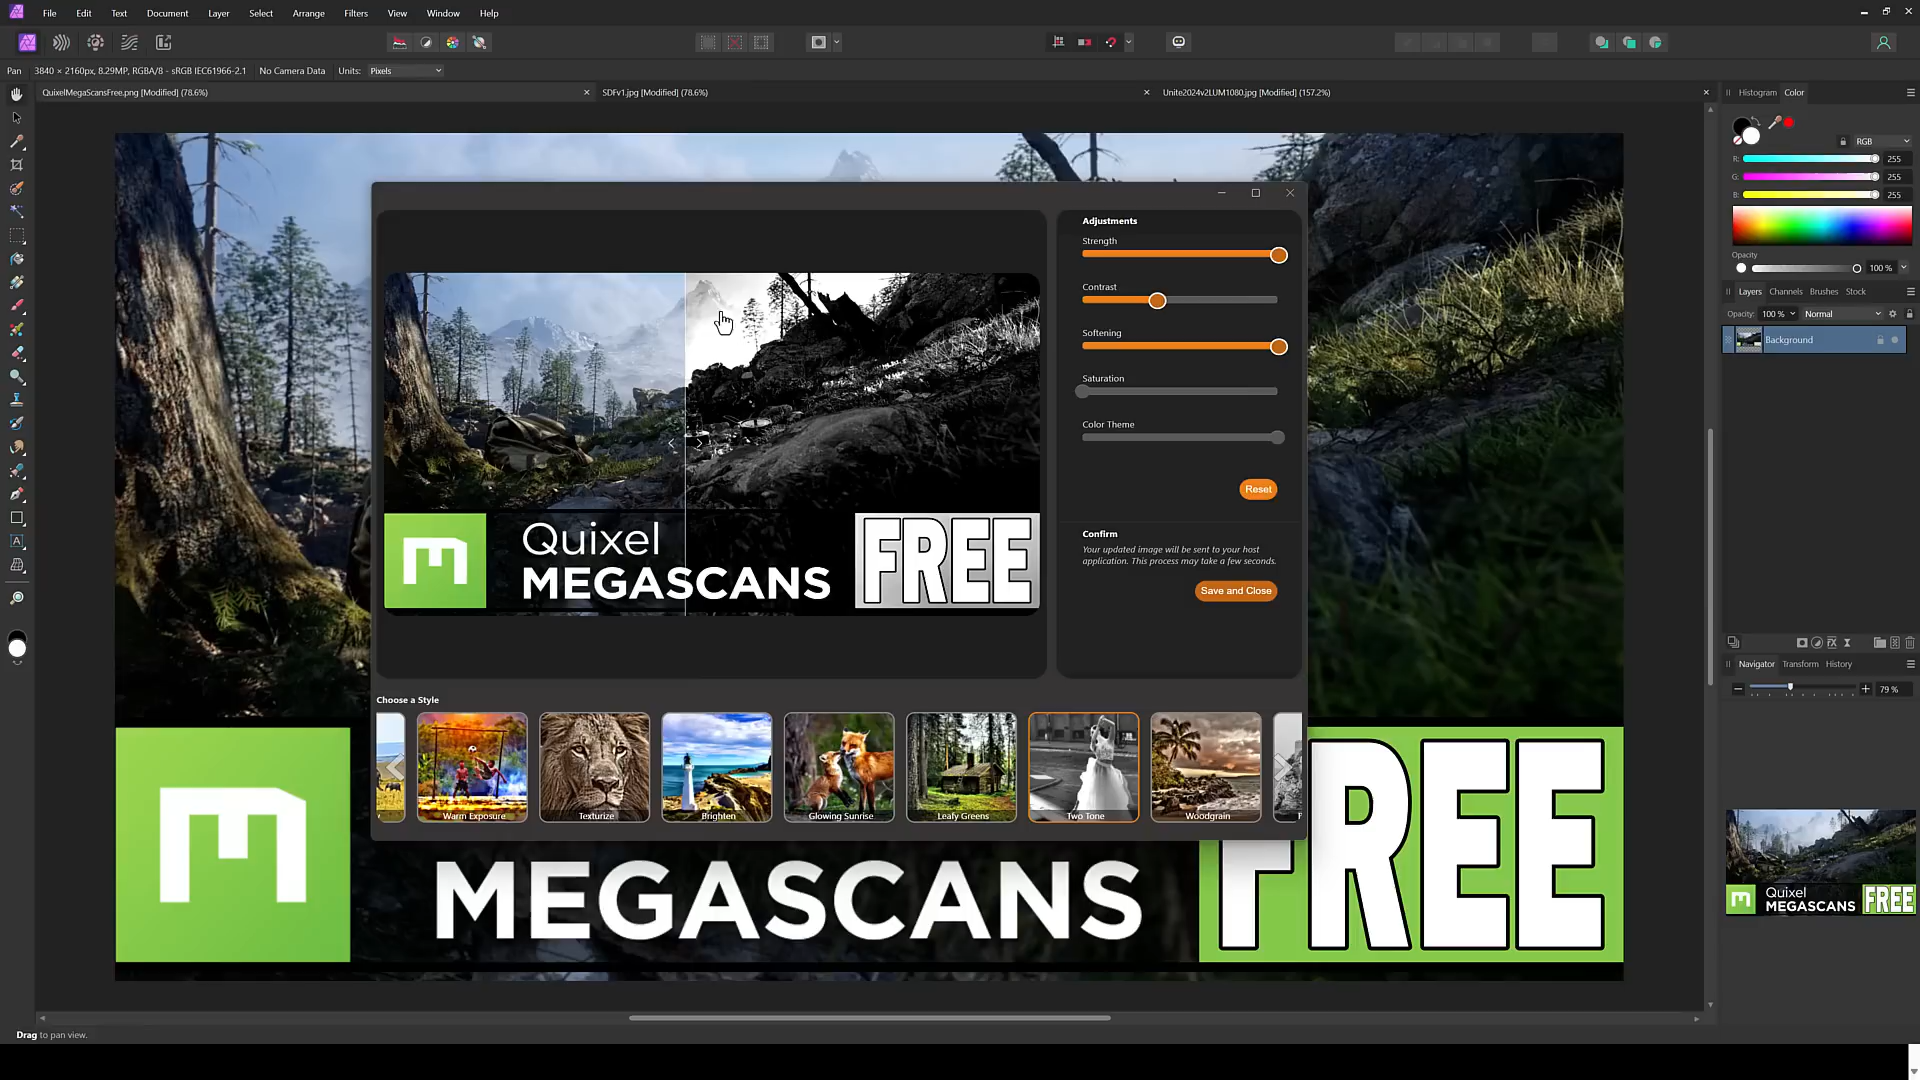 File Edit Text Document Layer Select Arrange Filters View Window Help
Pan 3840 × 2160px, 8.29MP, RGBA/8 - sRGB IEC61966-2.1 No Camera Data Units: Pixels
QuixelMegaScansFree.png [Modified] (78.6%)
SDFv1.jpg [Modified] (78.6%)
Unite2024v2LUM1080.jpg [Modified] (157.2%)
Histogram Color
RGB
R: 255
G: 255
B: 255
Opacity
100 %
Layers Channels Brushes Stock
Opacity: 100 % Normal
Background
Adjustments
Strength
Contrast
Softening
Saturation
Color Theme
Reset
Confirm
Your updated image will be sent to your host
application. This process may take a few seconds.
Save and Close
Quixel
MEGASCANS
FREE
Choose a Style
Warm Exposure
Texturize
Brighten
Glowing Sunrise
Leafy Greens
Two Tone
Woodgrain
Navigator Transform History
79 %
Quixel
MEGASCANS
FREE
MEGASCANS
FREE
Drag to pan view.